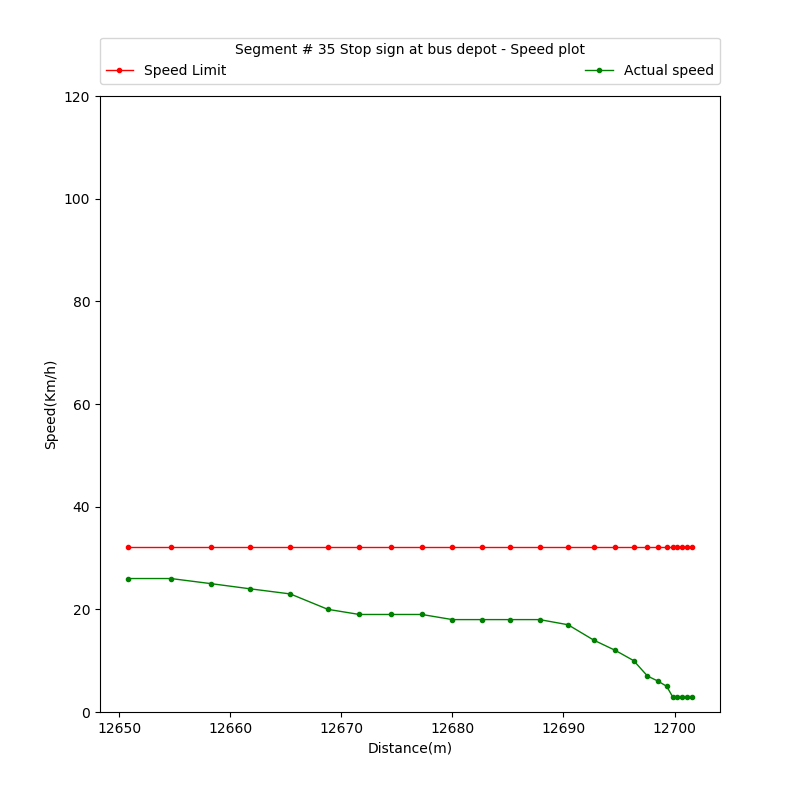 Segment # 35 Stop sign at bus depot - Speed plot
Speed Limit Actual speed
120
100
80
60
40
20
0
Speed(Km/h)
12650 12660 12670 12680 12690 12700
Distance(m)